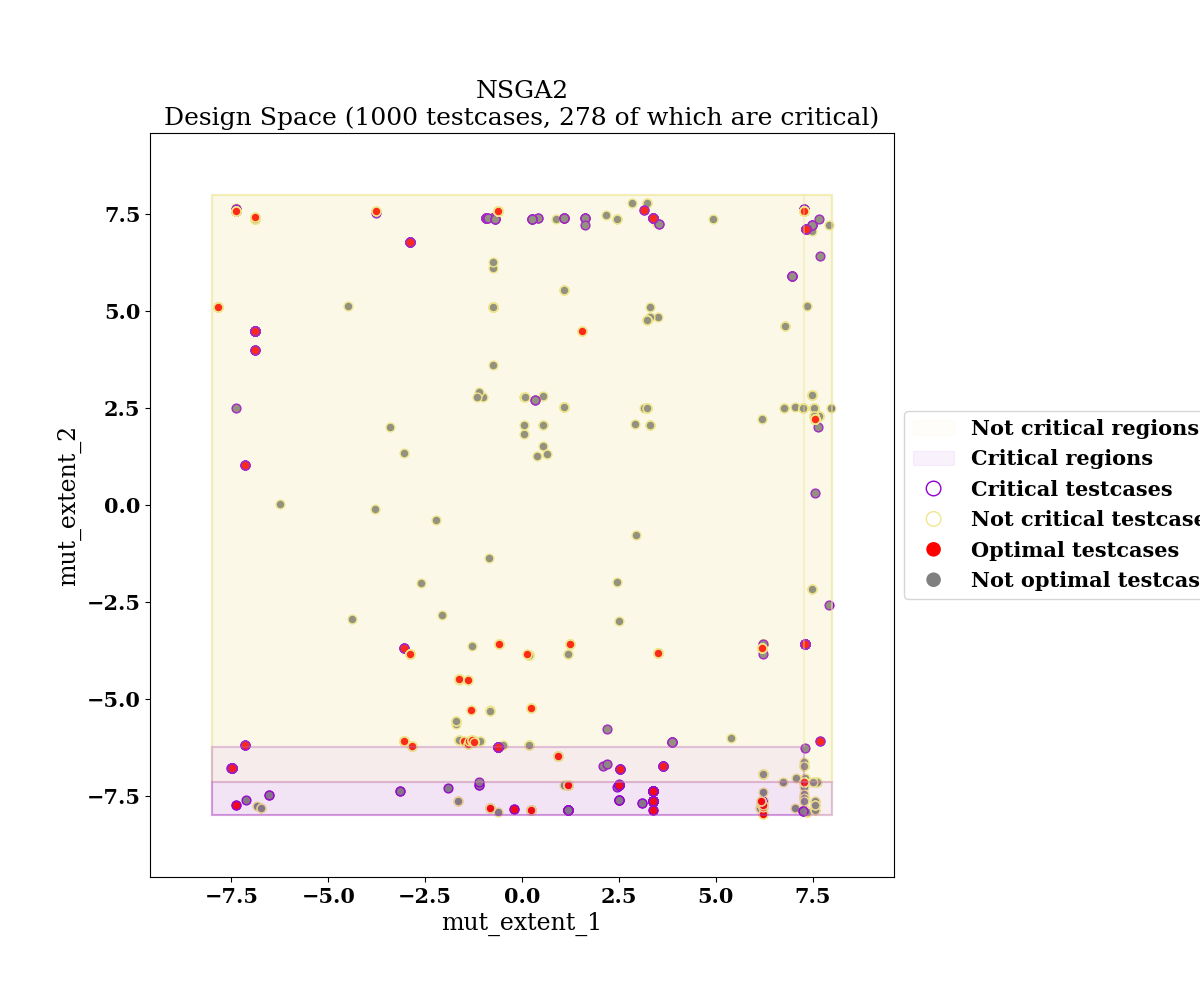 NSGA2
Design Space (1000 testcases, 278 of which are critical)
7.5
5.0
2.5
0.0
−2.5
−5.0
−7.5
mut_extent_2
−7.5 −5.0 −2.5 0.0 2.5 5.0 7.5
mut_extent_1
Not critical regions
Critical regions
Critical testcases
Not critical testcase
Optimal testcases
Not optimal testcas